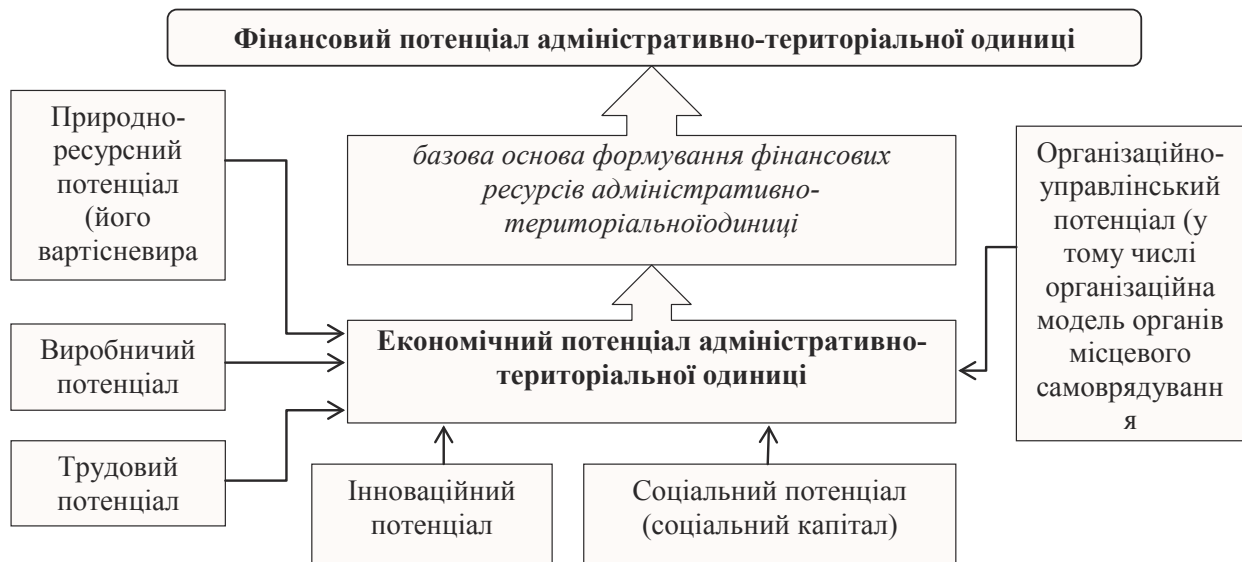 Фінансовий потенціал адміністративно-територіальної одиниці
Природно-
ресурсний
потенціал
(його
вартісневира
базова основа формування фінансових
ресурсів адміністративно-
територіальноїодиниці
Організаційно-
управлінський
потенціал (у
тому числі
організаційна
модель органів
місцевого
самоврядуванн
я
Виробничий
потенціал
Економічний потенціал адміністративно-
територіальної одиниці
Трудовий
потенціал
Інноваційний
потенціал
Соціальний потенціал
(соціальний капітал)